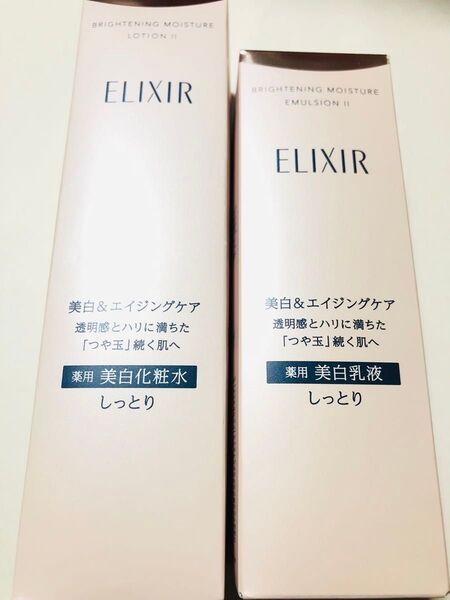 BRIGHTENING MOISTURE
LOTION II
ELIXIR
美白&エイジングケア
透明感とハリに満ちた
「つや玉」続く肌へ
薬用 美白化粧水
しっとり
BRIGHTENING MOISTURE
EMULSION II
ELIXIR
美白&エイジングケア
透明感とハリに満ちた
「つや玉」続く肌へ
薬用 美白乳液
しっとり